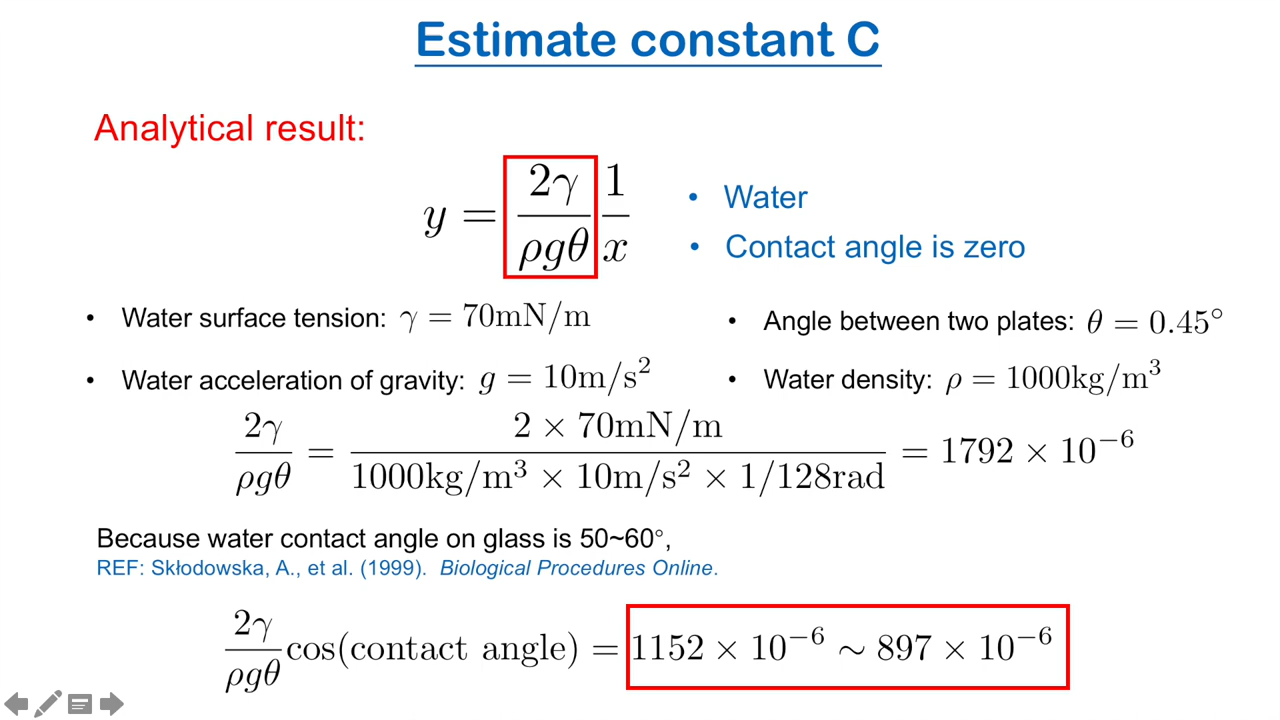 Estimate constant C
Analytical result:
y = 2γ/ρgθ 1/x
• Water
• Contact angle is zero
• Water surface tension: γ = 70mN/m
• Angle between two plates: θ = 0.45°
• Water acceleration of gravity: g = 10m/s²
• Water density: ρ = 1000kg/m³
2γ/ρgθ = 2 × 70mN/m / 1000kg/m³ × 10m/s² × 1/128rad = 1792 × 10⁻⁶
Because water contact angle on glass is 50~60°,
REF: Skłodowska, A., et al. (1999). Biological Procedures Online.
2γ/ρgθ cos(contact angle) = 1152 × 10⁻⁶ ∼ 897 × 10⁻⁶